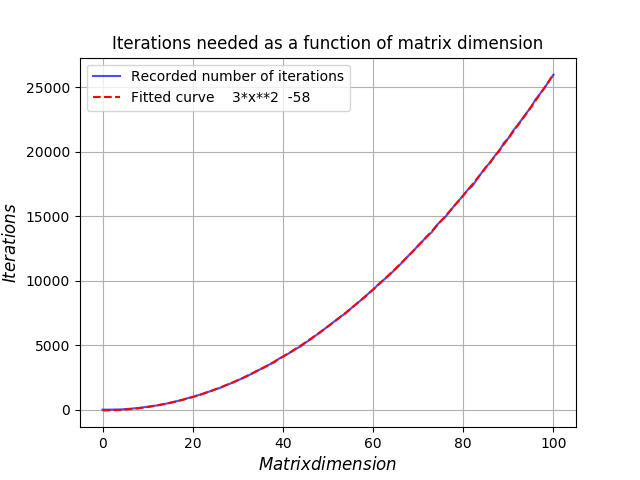 Iterations needed as a function of matrix dimension
Recorded number of iterations
Fitted curve    3*x**2  -58
Iterations
25000
20000
15000
10000
5000
0
0 20 40 60 80 100
Matrixdimension